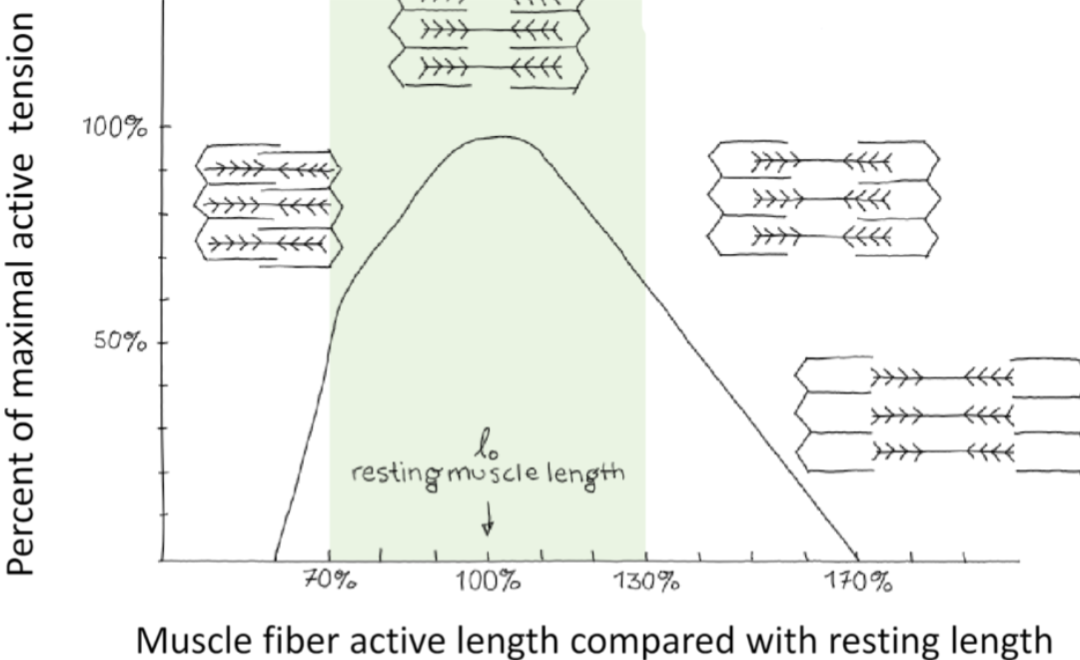 Percent of maximal active tension
100%
50%
l₀
resting muscle length
70%
100%
130%
170%
Muscle fiber active length compared with resting length